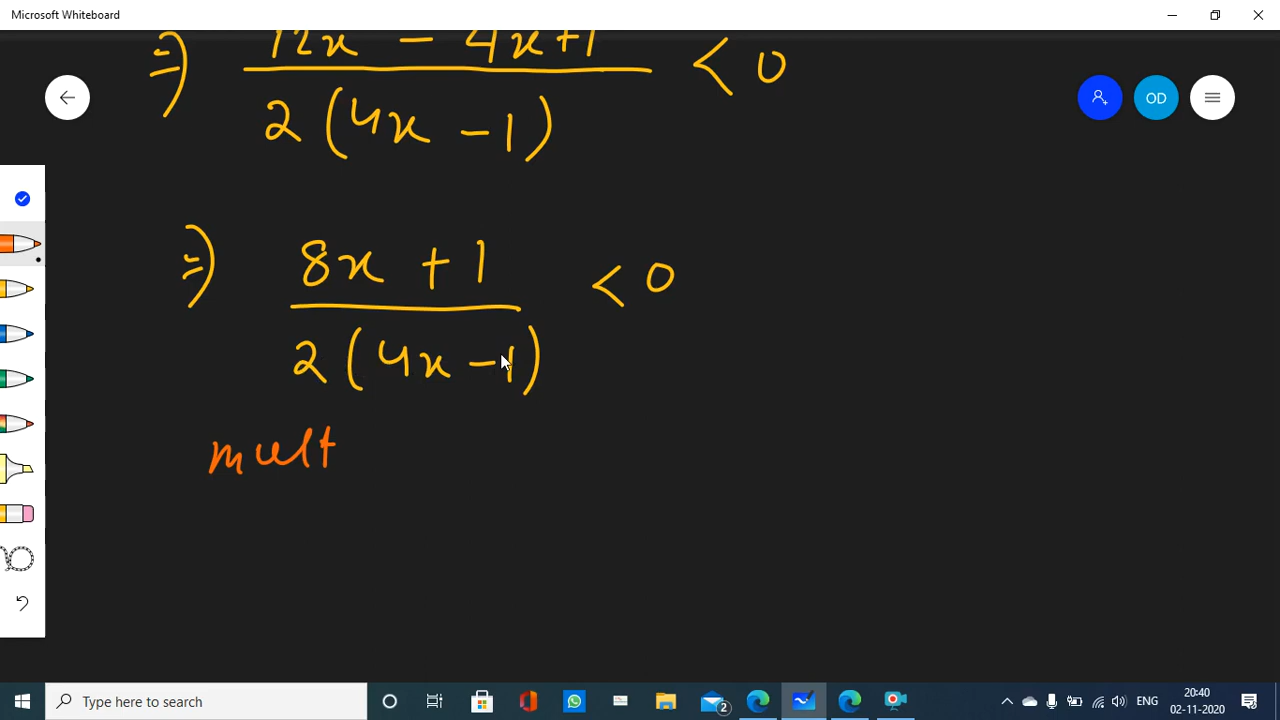 Microsoft Whiteboard
⇒ 12x - 4x+1 / 2 (4x - 1) < 0
OD
⇒ 8x + 1 / 2 (4x - 1) < 0
mult
Type here to search
2
ENG
20:40
02-11-2020